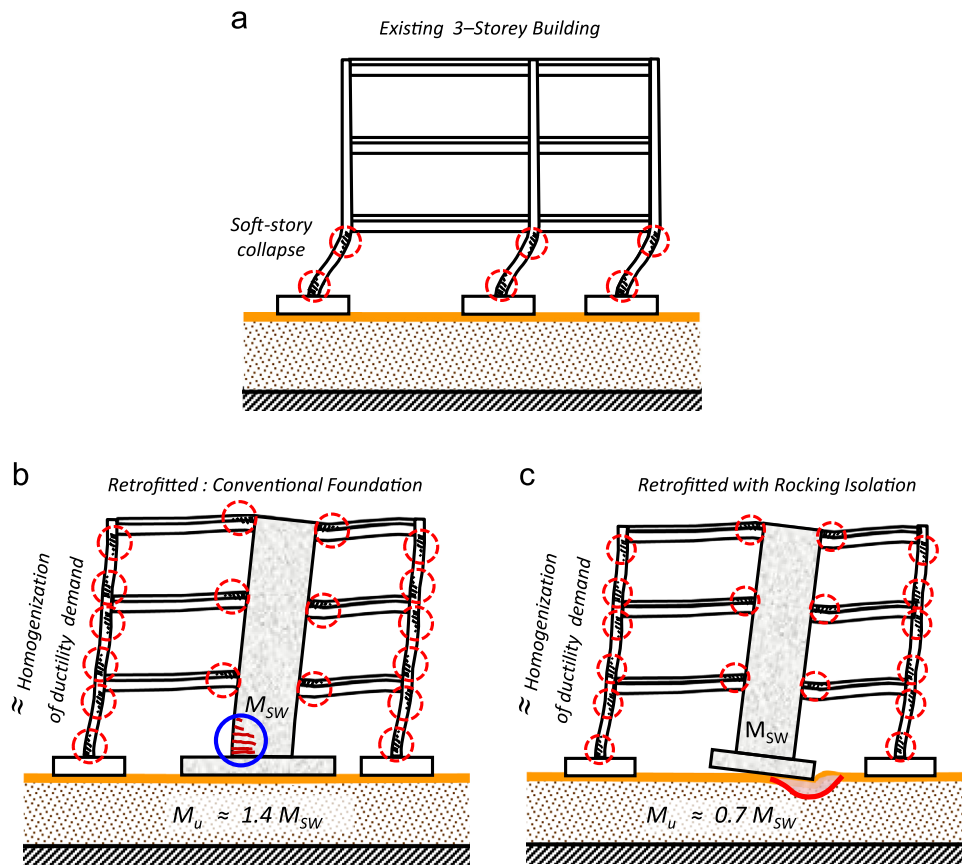 a
Existing 3–Storey Building
Soft-story
collapse
b
Retrofitted : Conventional Foundation
≈ Homogenization
of ductility demand
M_SW
M_u ≈ 1.4 M_SW
c
Retrofitted with Rocking Isolation
≈ Homogenization
of ductility demand
M_SW
M_u ≈ 0.7 M_SW